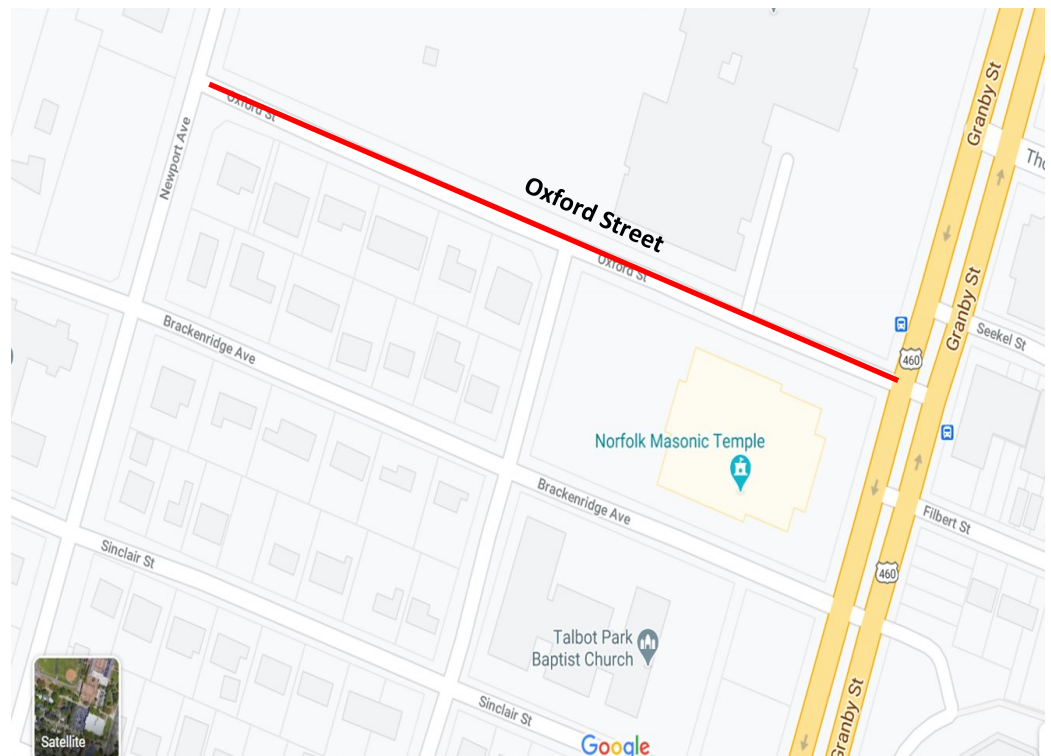 Granby St
Oxford St
Newport Ave
Oxford Street
Oxford St
Granby St
Seekel St
460
Brackenridge Ave
Norfolk Masonic Temple
Brackenridge Ave
Filbert St
Sinclair St
460
Talbot Park
Baptist Church
Granby St
Sinclair St
Satellite
Google